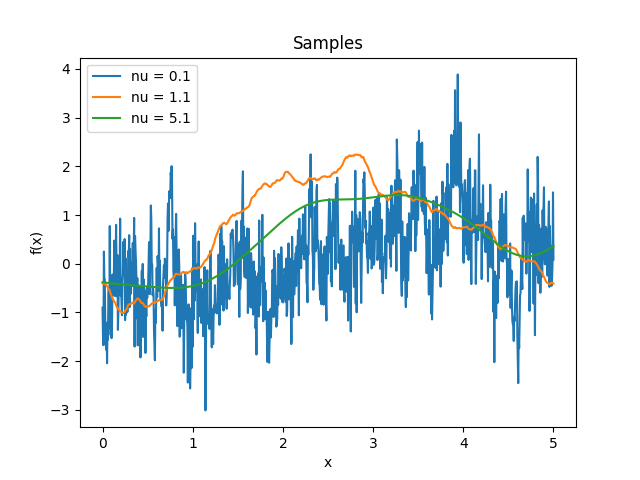 Samples
nu = 0.1
nu = 1.1
nu = 5.1
f(x)
4
3
2
1
0
−1
−2
−3
0
1
2
3
4
5
x